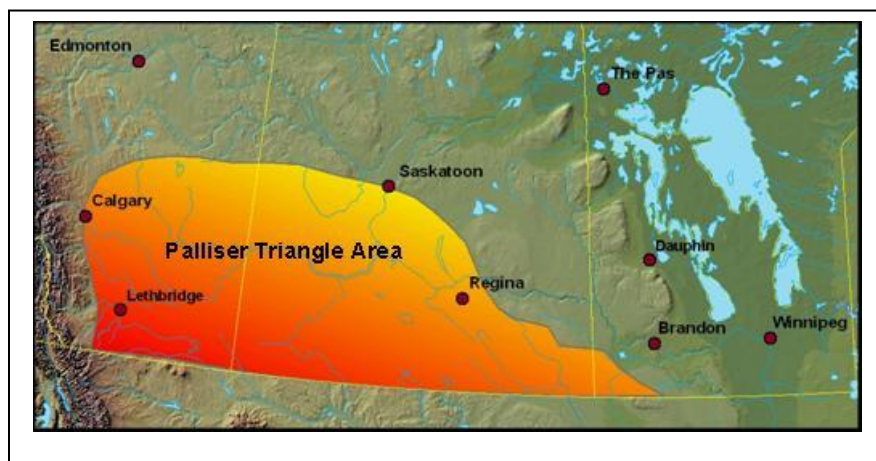 Edmonton
The Pas
Saskatoon
Calgary
Palliser Triangle Area
Dauphin
Regina
Lethbridge
Brandon
Winnipeg